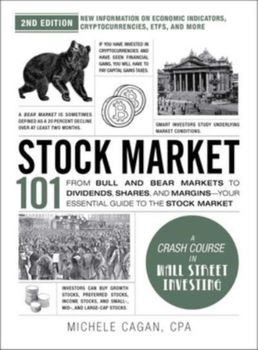 2ND EDITION
NEW INFORMATION ON ECONOMIC INDICATORS,
CRYPTOCURRENCIES, ETFS, AND MORE
IF YOU HAVE INVESTED IN
CRYPTOCURRENCIES AND
HAVE SEEN FINANCIAL
GAINS, YOU WILL HAVE TO
PAY CAPITAL GAINS TAXES.
A BEAR MARKET IS SOMETIMES
DEFINED AS A 20 PERCENT DECLINE
OVER AT LEAST TWO MONTHS.
SMART INVESTORS STUDY UNDERLYING
MARKET CONDITIONS.
STOCK MARKET
101
FROM BULL AND BEAR MARKETS TO
DIVIDENDS, SHARES, AND MARGINS—YOUR
ESSENTIAL GUIDE TO THE STOCK MARKET
A
CRASH COURSE
IN
WALL STREET
INVESTING
INVESTORS CAN BUY GROWTH
STOCKS, PREFERRED STOCKS,
INCOME STOCKS, AND SMALL-,
MID-, AND LARGE-CAP STOCKS.
MICHELE CAGAN, CPA